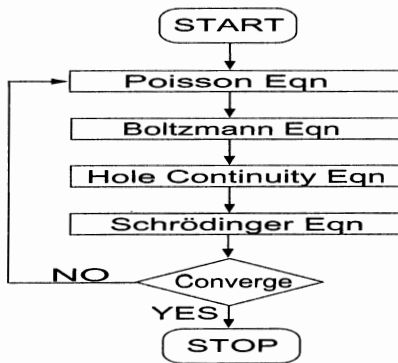 START
Poisson Eqn
Boltzmann Eqn
Hole Continuity Eqn
Schrödinger Eqn
NO
Converge
YES
STOP